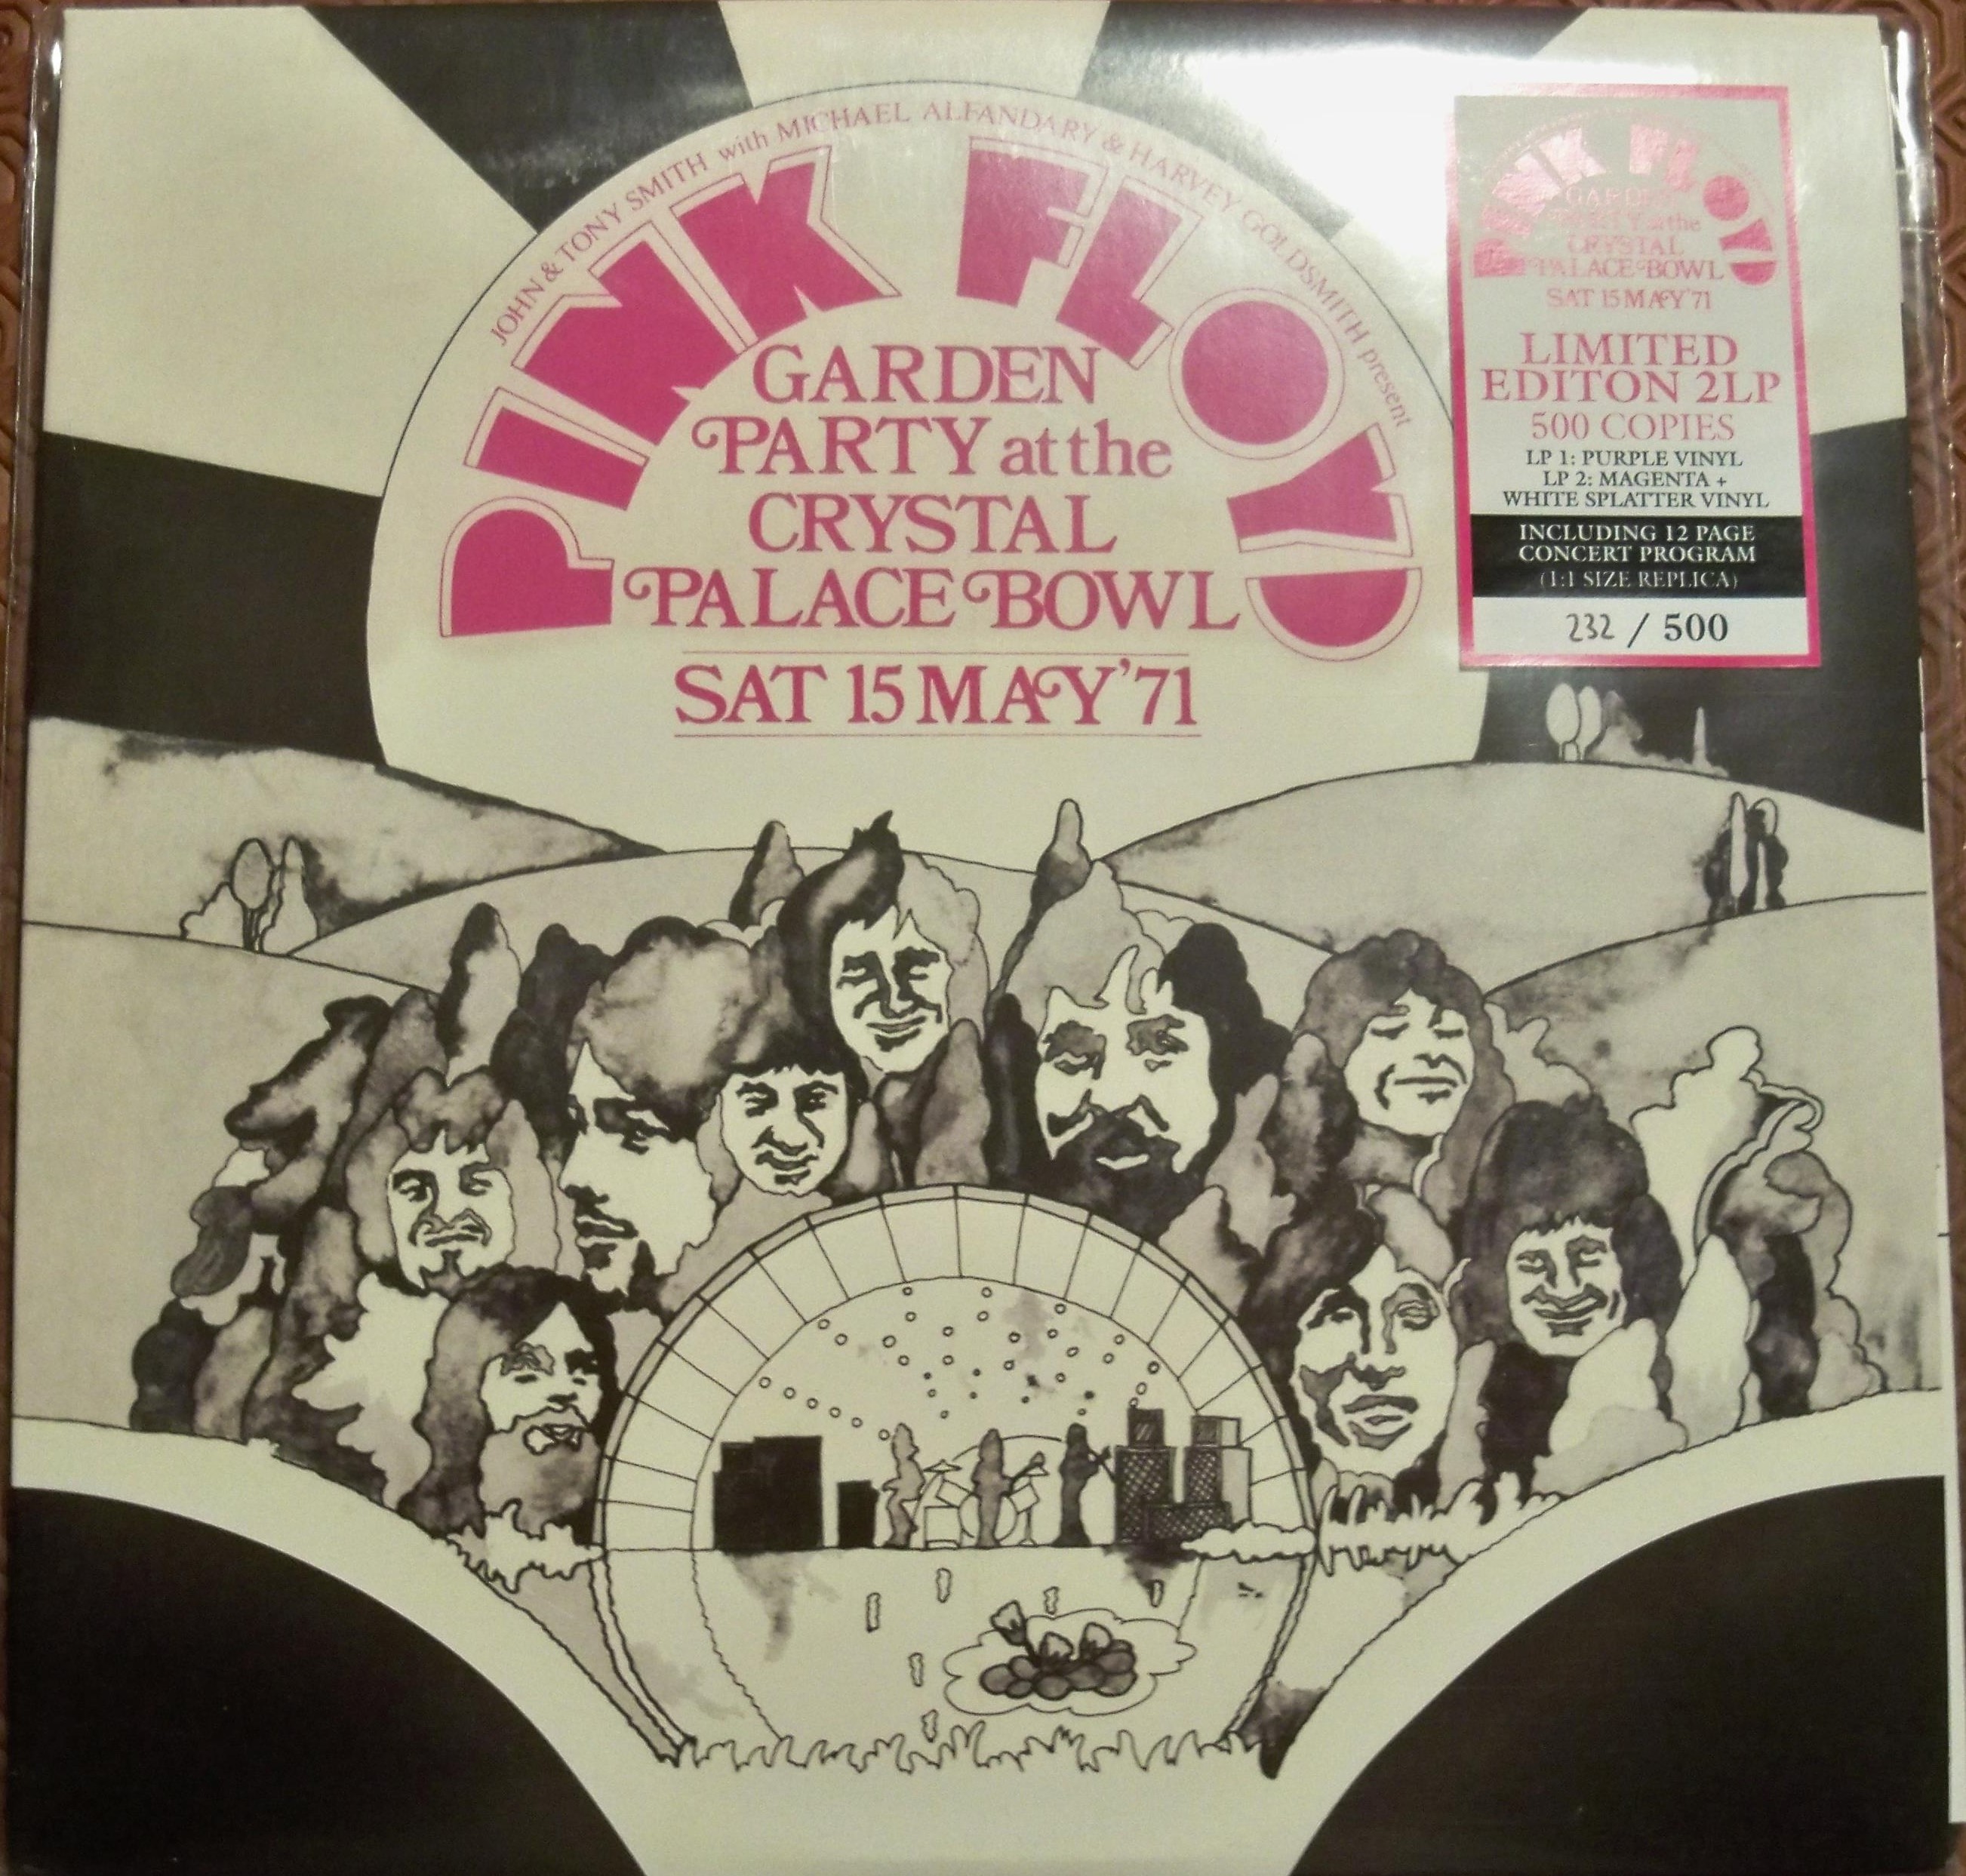 JOHN & TONY SMITH with MICHAEL ALFANDARY & HARVEY GOLDSMITH present
PINK FLOYD
GARDEN
PARTY at the
CRYSTAL
PALACE BOWL
SAT 15 MAY '71
PINK FLOYD
GARDEN
PARTY at the
CRYSTAL
PALACE BOWL
SAT 15 MAY '71
LIMITED
EDITON 2LP
500 COPIES
LP 1: PURPLE VINYL
LP 2: MAGENTA +
WHITE SPLATTER VINYL
INCLUDING 12 PAGE
CONCERT PROGRAM
(1:1 SIZE REPLICA)
232 / 500